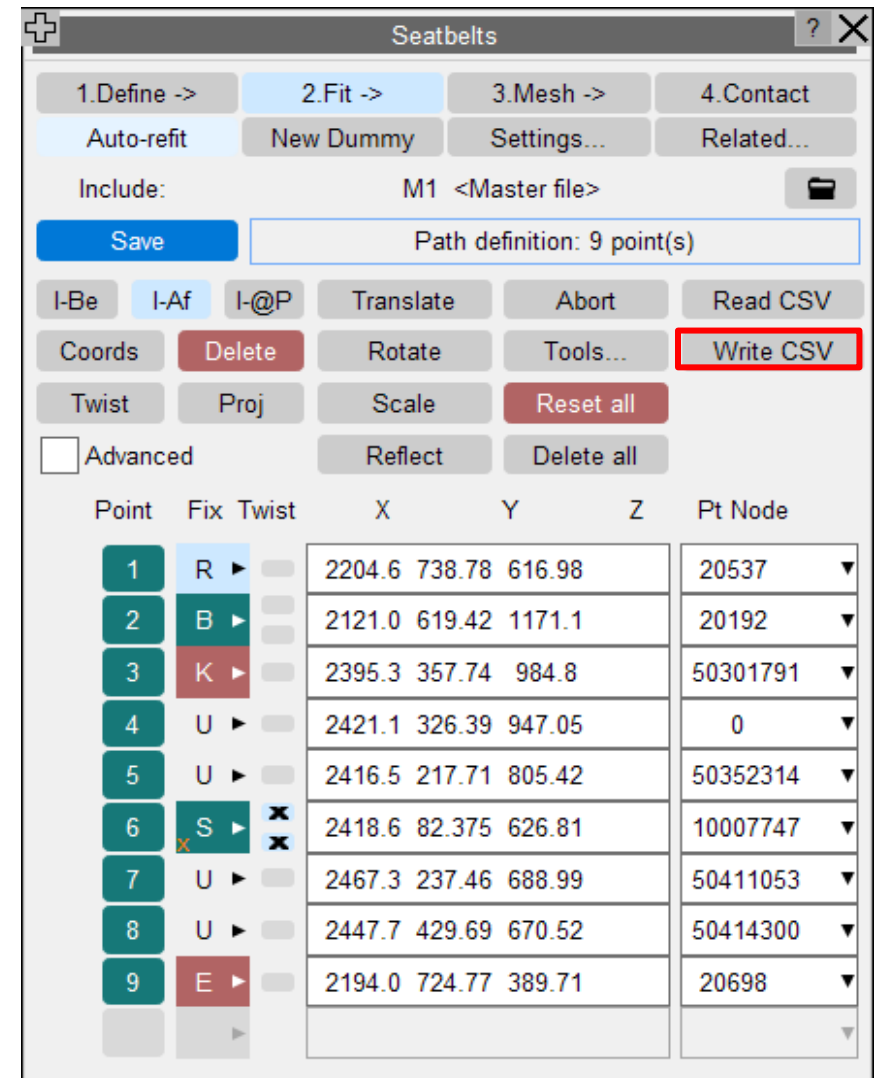 Seatbelts ? X
1.Define -> 2.Fit -> 3.Mesh -> 4.Contact
Auto-refit New Dummy Settings... Related...
Include: M1 <Master file>
Save Path definition: 9 point(s)
I-Be I-Af I-@P Translate Abort Read CSV
Coords Delete Rotate Tools... Write CSV
Twist Proj Scale Reset all
Advanced Reflect Delete all
Point Fix Twist X Y Z Pt Node
1 R 2204.6 738.78 616.98 20537
2 B 2121.0 619.42 1171.1 20192
3 K 2395.3 357.74 984.8 50301791
4 U 2421.1 326.39 947.05 0
5 U 2416.5 217.71 805.42 50352314
6 x S x x 2418.6 82.375 626.81 10007747
7 U 2467.3 237.46 688.99 50411053
8 U 2447.7 429.69 670.52 50414300
9 E 2194.0 724.77 389.71 20698